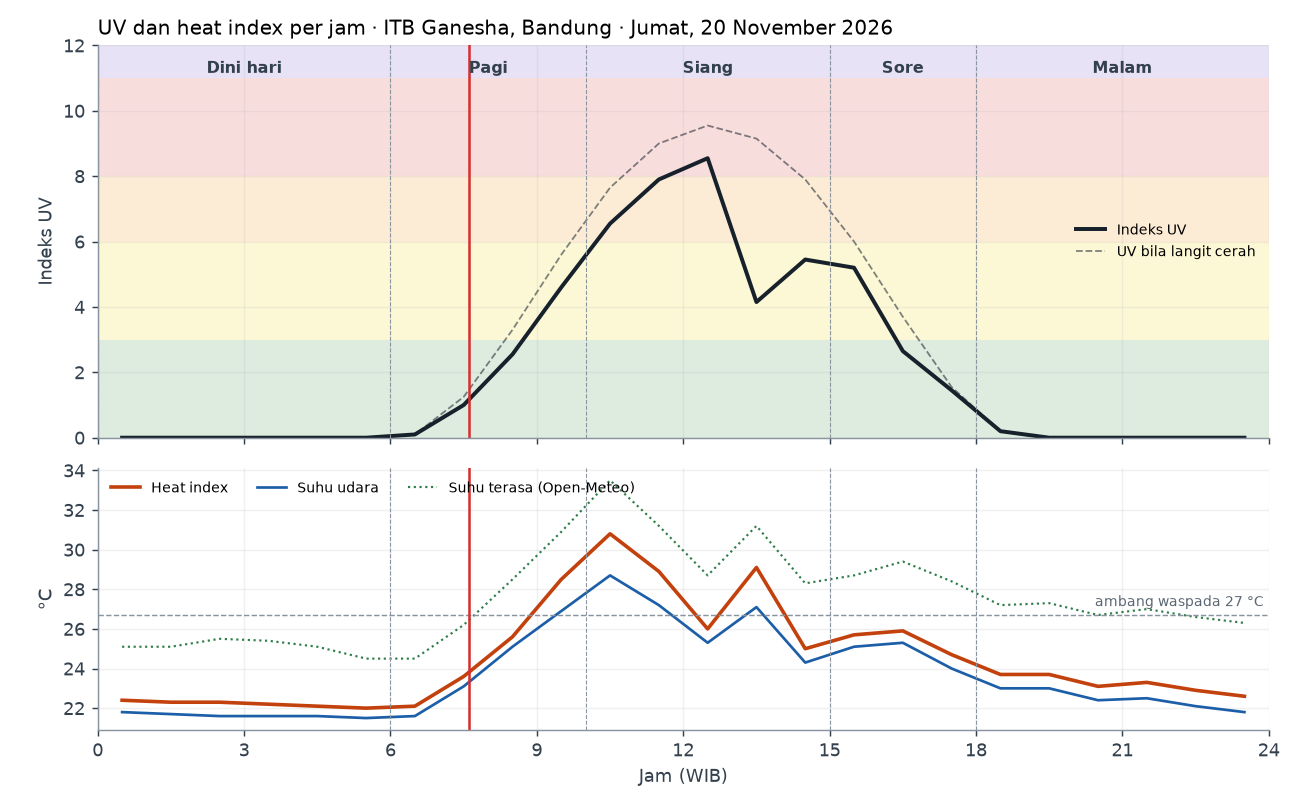 UV dan heat index per jam · ITB Ganesha, Bandung · Jumat, 20 November 2026
12
10
8
6
4
2
0
Indeks UV
Dini hari
Pagi
Siang
Sore
Malam
Indeks UV
UV bila langit cerah
34
32
30
28
26
24
22
°C
Heat index
Suhu udara
Suhu terasa (Open-Meteo)
ambang waspada 27 °C
0
3
6
9
12
15
18
21
24
Jam (WIB)